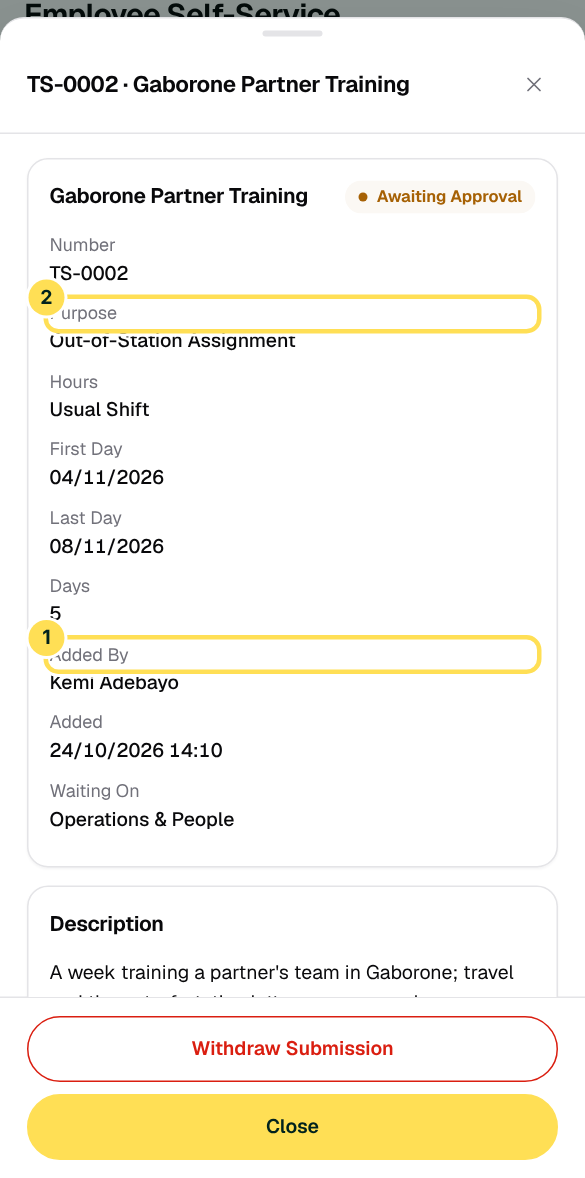 Employee Self-Service
TS-0002 · Gaborone Partner Training
Gaborone Partner Training
Awaiting Approval
Number
TS-0002
2
Purpose
Out-of-Station Assignment
Hours
Usual Shift
First Day
04/11/2026
Last Day
08/11/2026
Days
5
1
Added By
Kemi Adebayo
Added
24/10/2026 14:10
Waiting On
Operations & People
Description
A week training a partner's team in Gaborone; travel
Withdraw Submission
Close